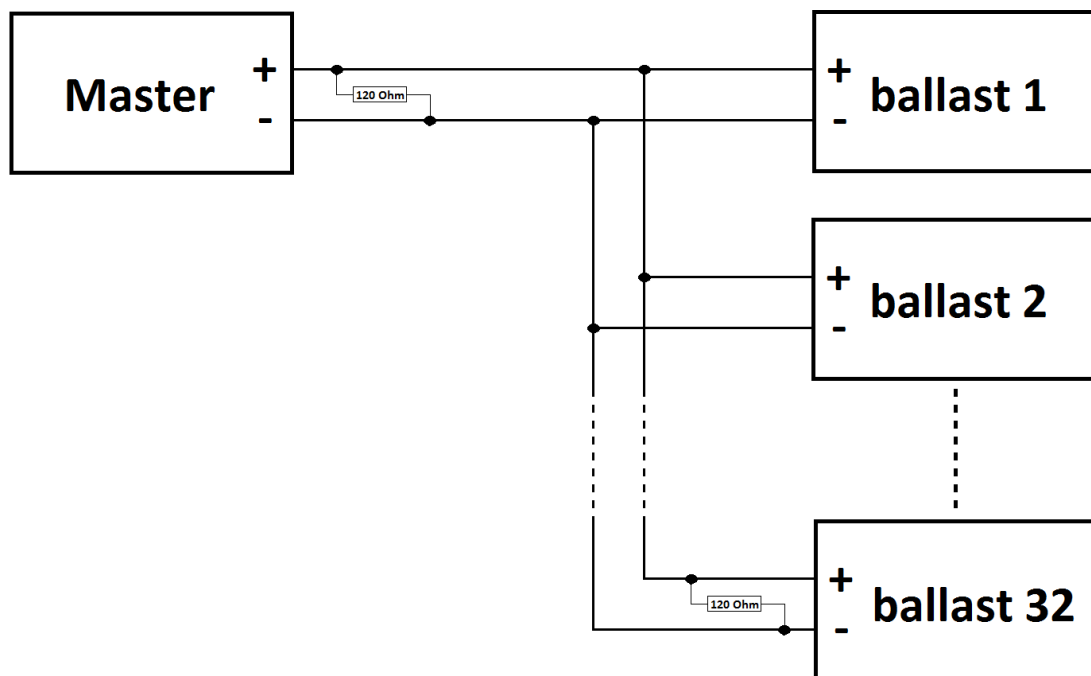 Master
+
-
120 Ohm
+
-
ballast 1
+
-
ballast 2
120 Ohm
+
-
ballast 32